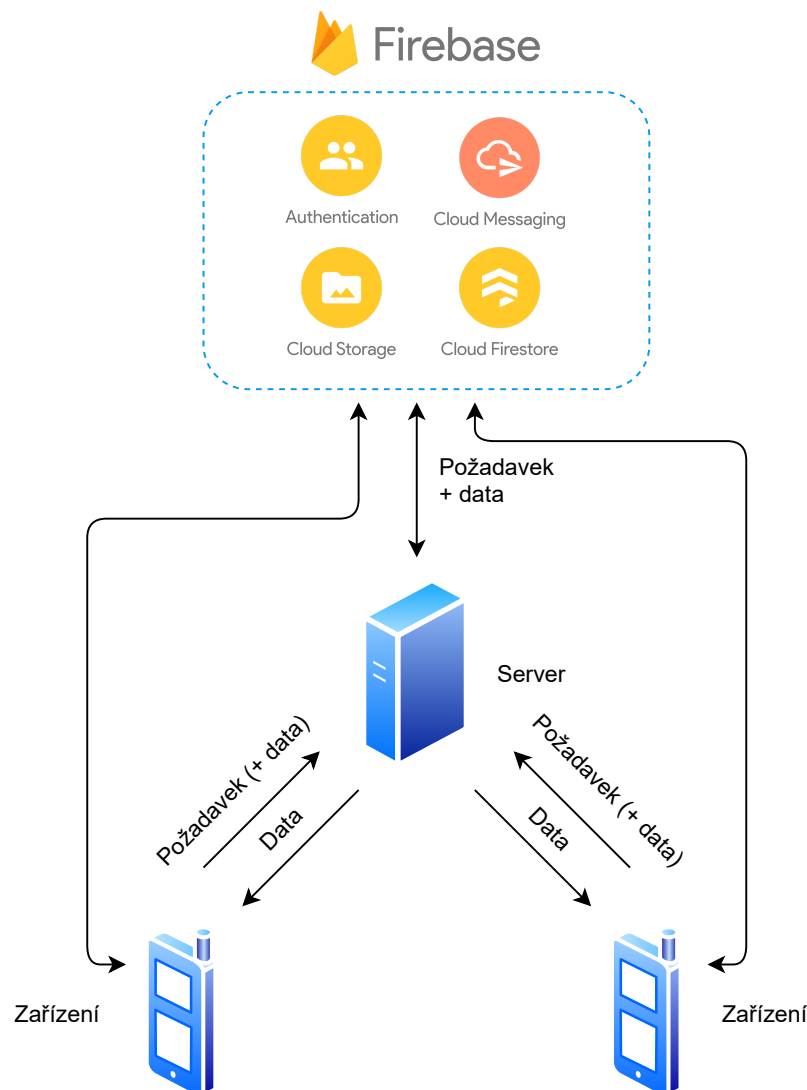 Firebase
Authentication
Cloud Messaging
Cloud Storage
Cloud Firestore
Požadavek
+ data
Server
Požadavek (+ data)
Data
Požadavek (+ data)
Data
Zařízení
Zařízení